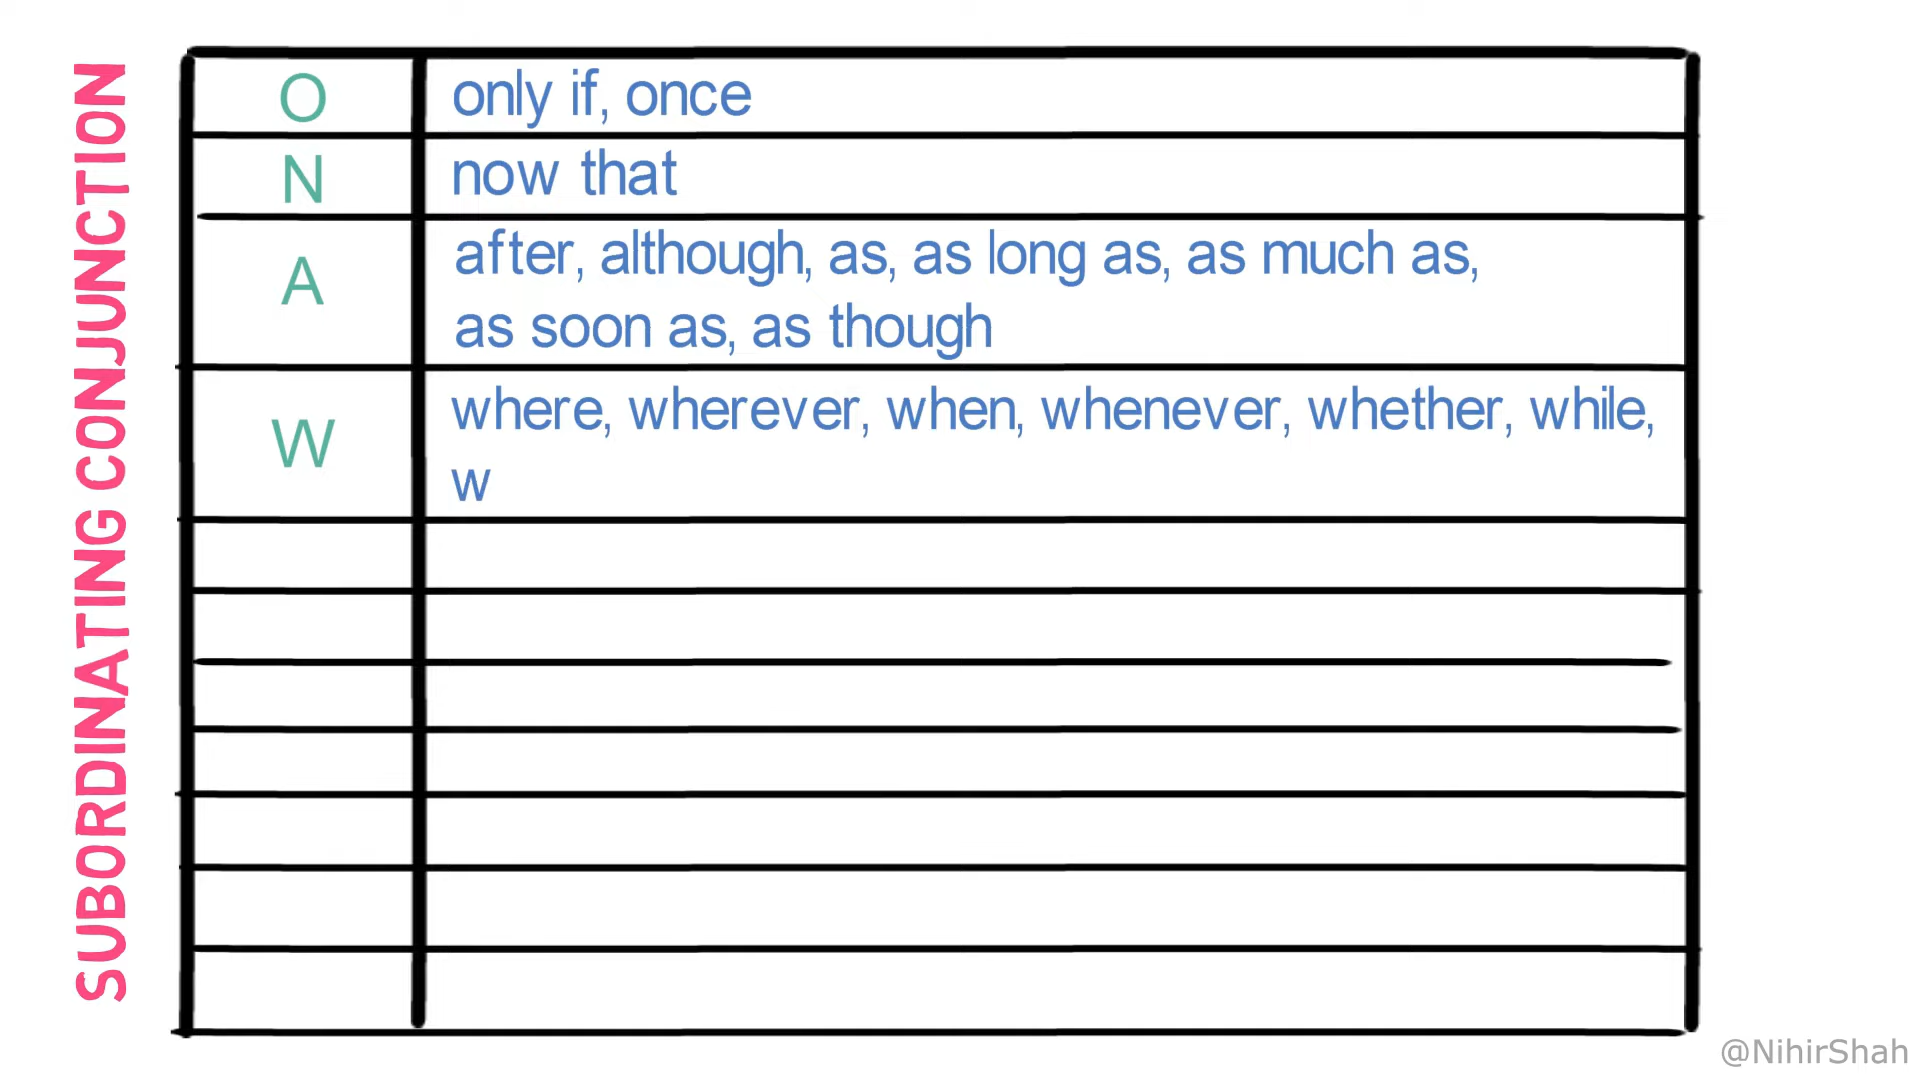 SUBORDINATING CONJUNCTION
O
only if, once
N
now that
A
after, although, as, as long as, as much as,
as soon as, as though
W
where, wherever, when, whenever, whether, while,
w
@NihirShah